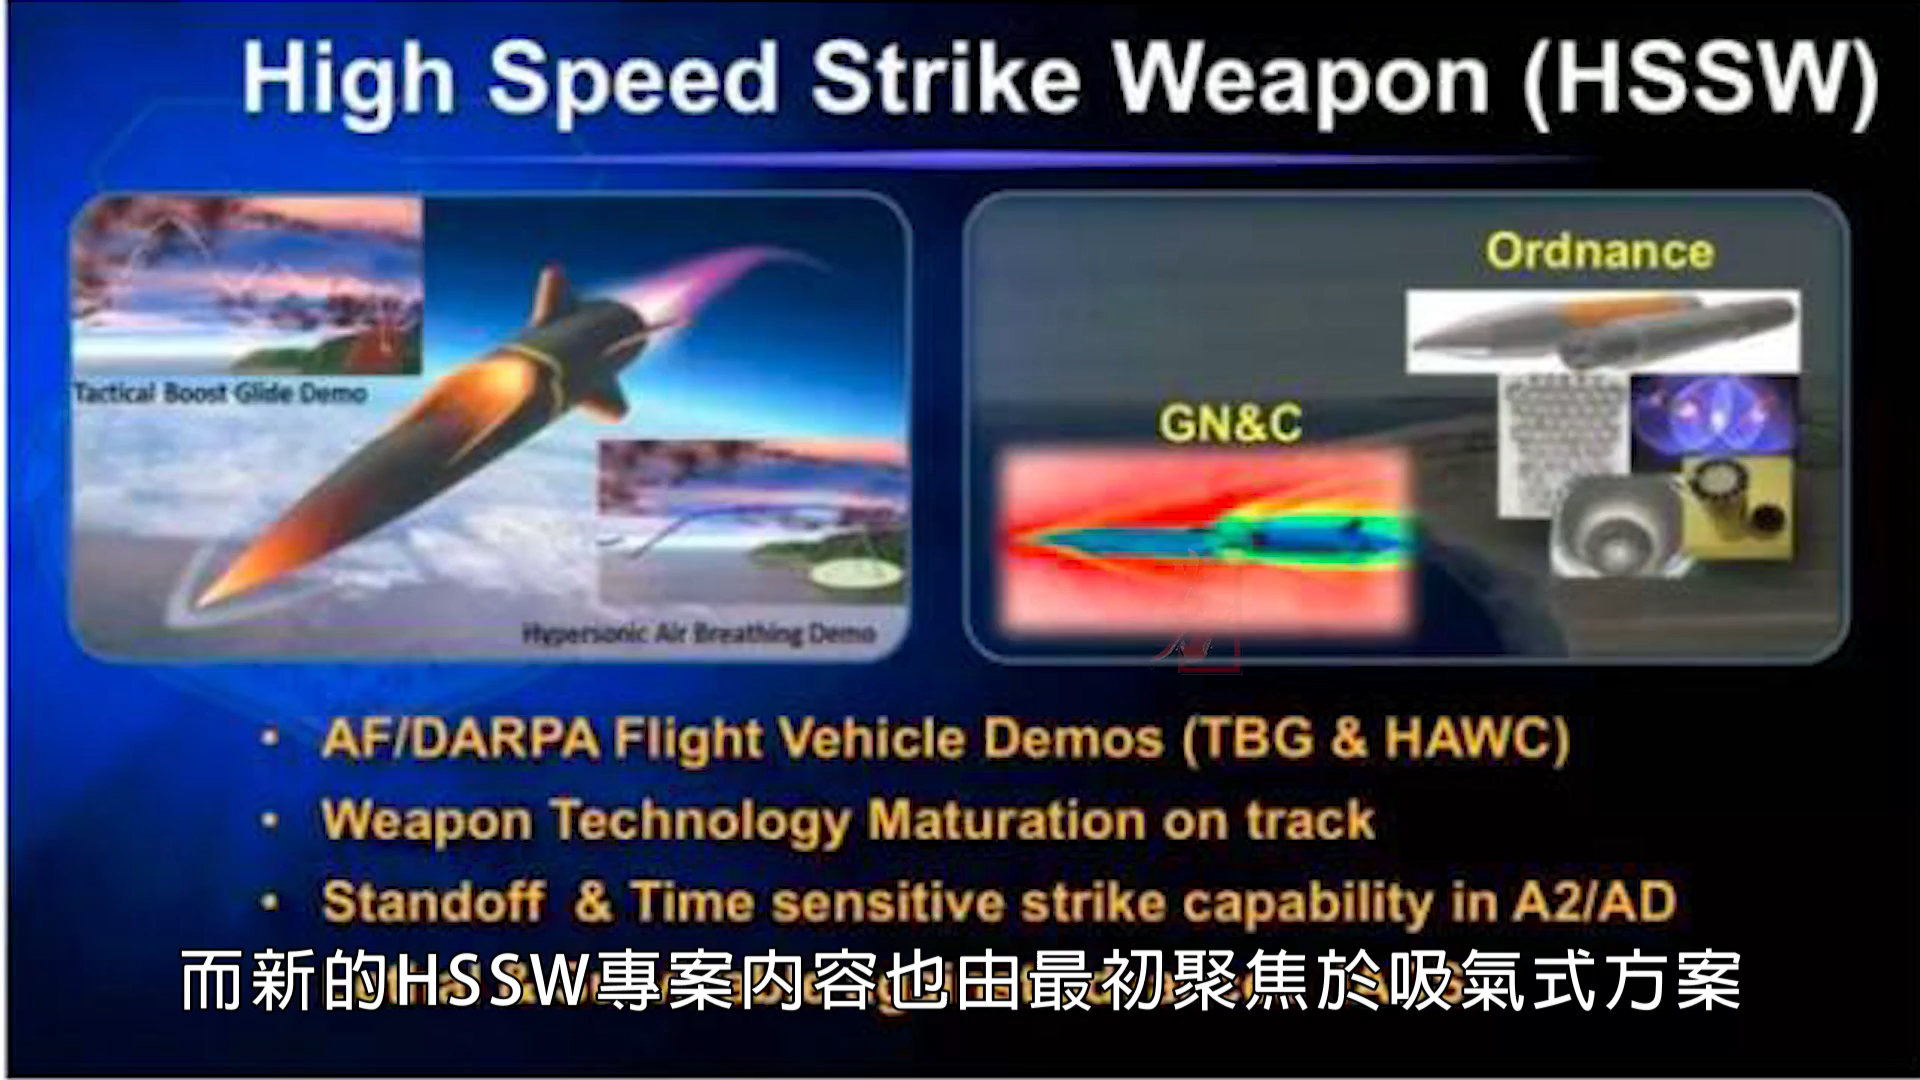 High Speed Strike Weapon (HSSW)
Tactical Boost Glide Demo
Hypersonic Air Breathing Demo
Ordnance
GN&C
• AF/DARPA Flight Vehicle Demos (TBG & HAWC)
• Weapon Technology Maturation on track
• Standoff & Time sensitive strike capability in A2/AD
而新的HSSW專案內容也由最初聚焦於吸氣式方案